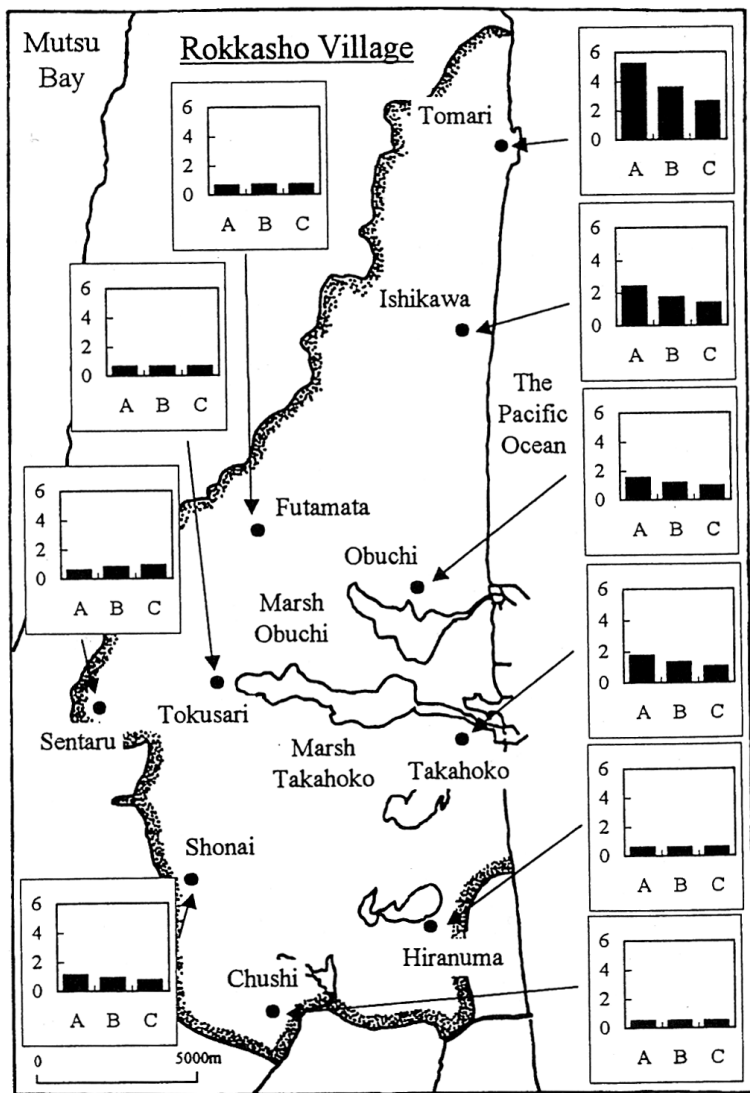 Mutsu
Bay
Rokkasho Village
6
4
2
0
A B C
Tomari
6
4
2
0
A B C
6
4
2
0
A B C
Ishikawa
6
4
2
0
A B C
The
Pacific
Ocean
6
4
2
0
A B C
6
4
2
0
A B C
Futamata
Obuchi
Marsh
Obuchi
6
4
2
0
A B C
Sentaru
Tokusari
Marsh
Takahoko
Takahoko
6
4
2
0
A B C
Shonai
6
4
2
0
A B C
Hiranuma
Chushi
6
4
2
0
A B C
0 5000m